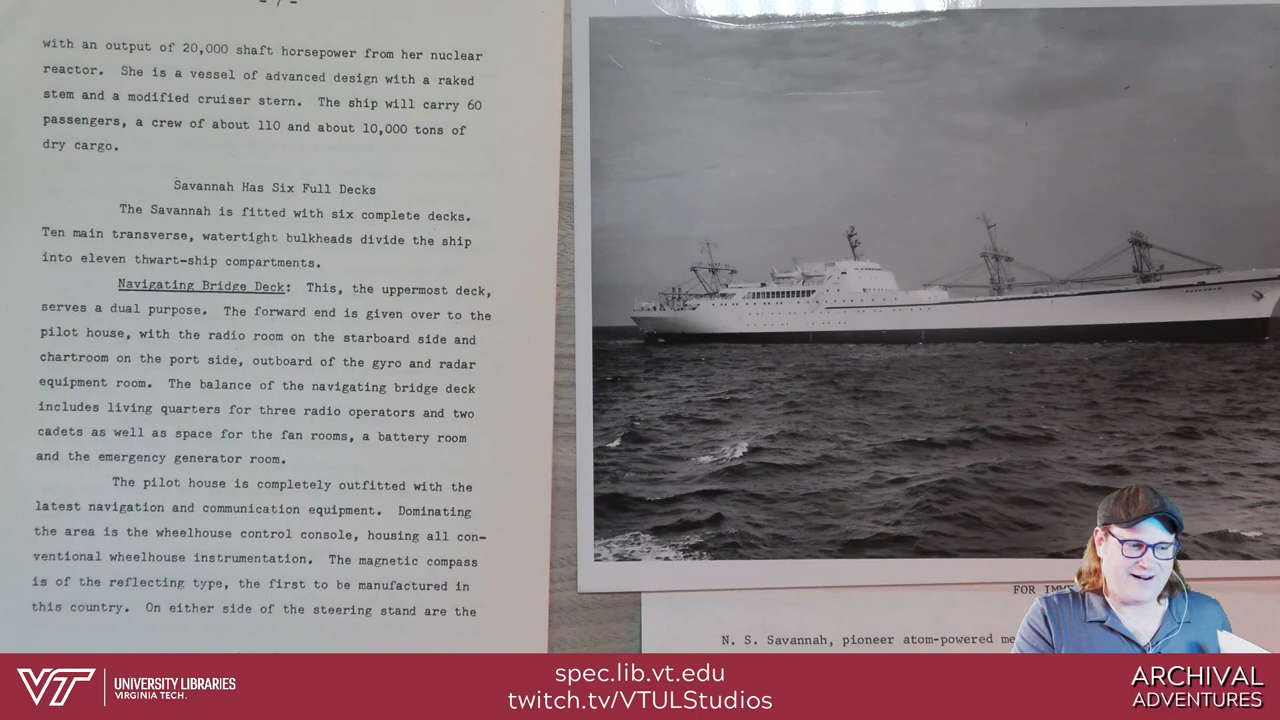 - 7 -
with an output of 20,000 shaft horsepower from her nuclear
reactor. She is a vessel of advanced design with a raked
stem and a modified cruiser stern. The ship will carry 60
passengers, a crew of about 110 and about 10,000 tons of
dry cargo.
Savannah Has Six Full Decks
The Savannah is fitted with six complete decks.
Ten main transverse, watertight bulkheads divide the ship
into eleven thwart-ship compartments.
Navigating Bridge Deck: This, the uppermost deck,
serves a dual purpose. The forward end is given over to the
pilot house, with the radio room on the starboard side and
chartroom on the port side, outboard of the gyro and radar
equipment room. The balance of the navigating bridge deck
includes living quarters for three radio operators and two
cadets as well as space for the fan rooms, a battery room
and the emergency generator room.
The pilot house is completely outfitted with the
latest navigation and communication equipment. Dominating
the area is the wheelhouse control console, housing all con-
ventional wheelhouse instrumentation. The magnetic compass
is of the reflecting type, the first to be manufactured in
this country. On either side of the steering stand are the
SAVANNAH
FOR
N. S. Savannah, pioneer atom-powered
VT
UNIVERSITY LIBRARIES
VIRGINIA TECH.
spec.lib.vt.edu
twitch.tv/VTULStudios
ARCHIVAL
ADVENTURES